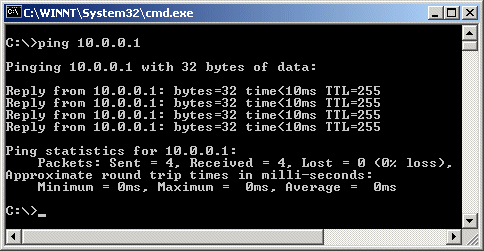 C:\WINNT\System32\cmd.exe
C:\>ping 10.0.0.1
Pinging 10.0.0.1 with 32 bytes of data:
Reply from 10.0.0.1: bytes=32 time<10ms TTL=255
Reply from 10.0.0.1: bytes=32 time<10ms TTL=255
Reply from 10.0.0.1: bytes=32 time<10ms TTL=255
Reply from 10.0.0.1: bytes=32 time<10ms TTL=255
Ping statistics for 10.0.0.1:
    Packets: Sent = 4, Received = 4, Lost = 0 (0% loss),
Approximate round trip times in milli-seconds:
    Minimum = 0ms, Maximum =  0ms, Average =  0ms
C:\>_